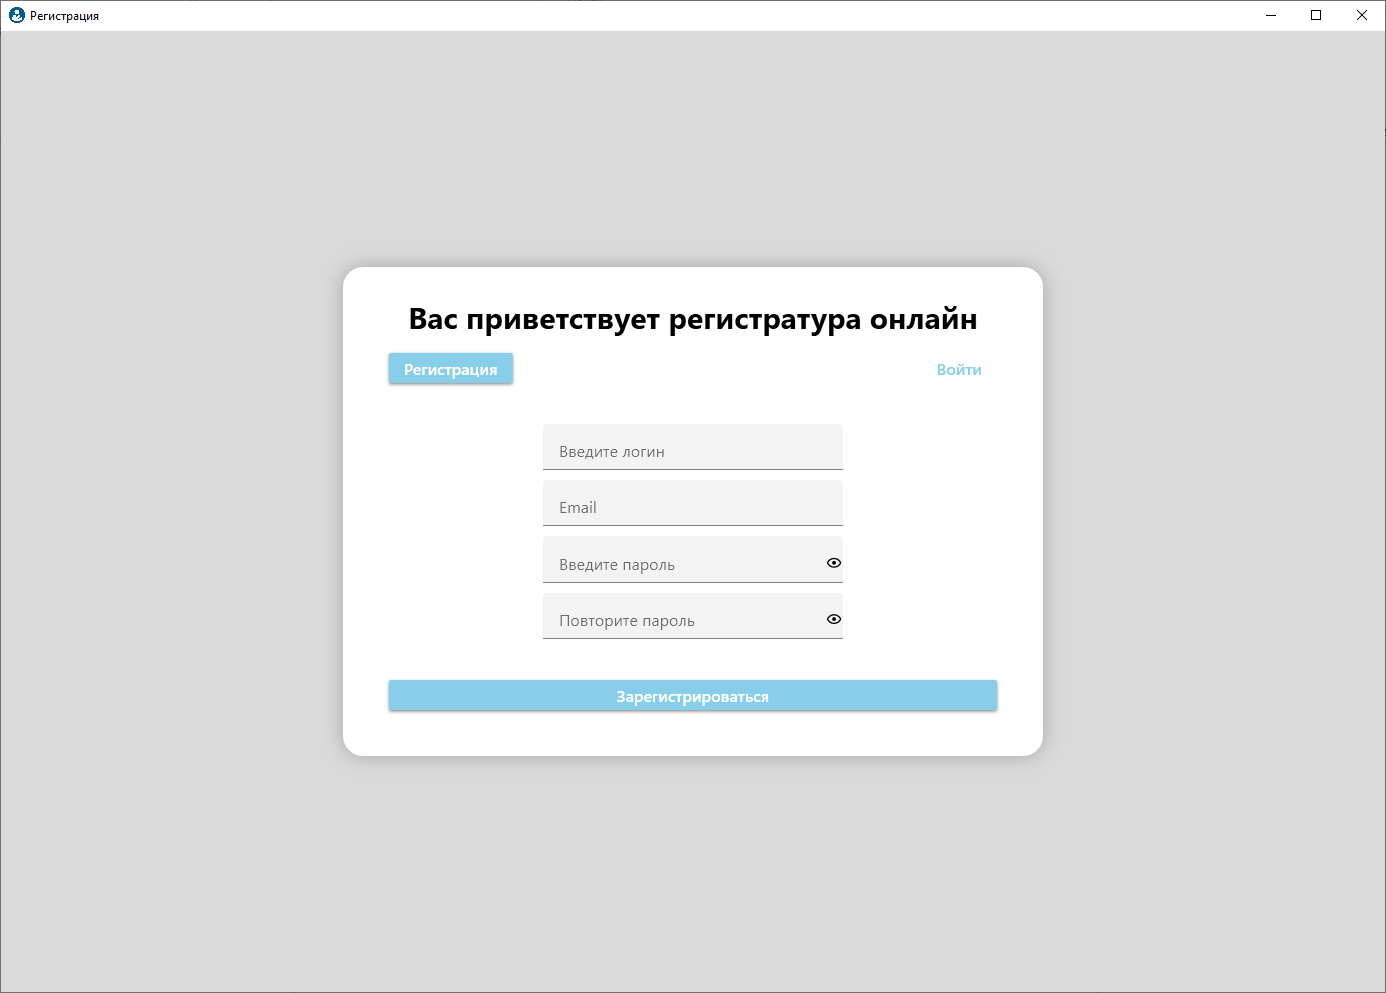 Регистрация
Вас приветствует регистратура онлайн
Регистрация
Войти
Введите логин
Email
Введите пароль
Повторите пароль
Зарегистрироваться